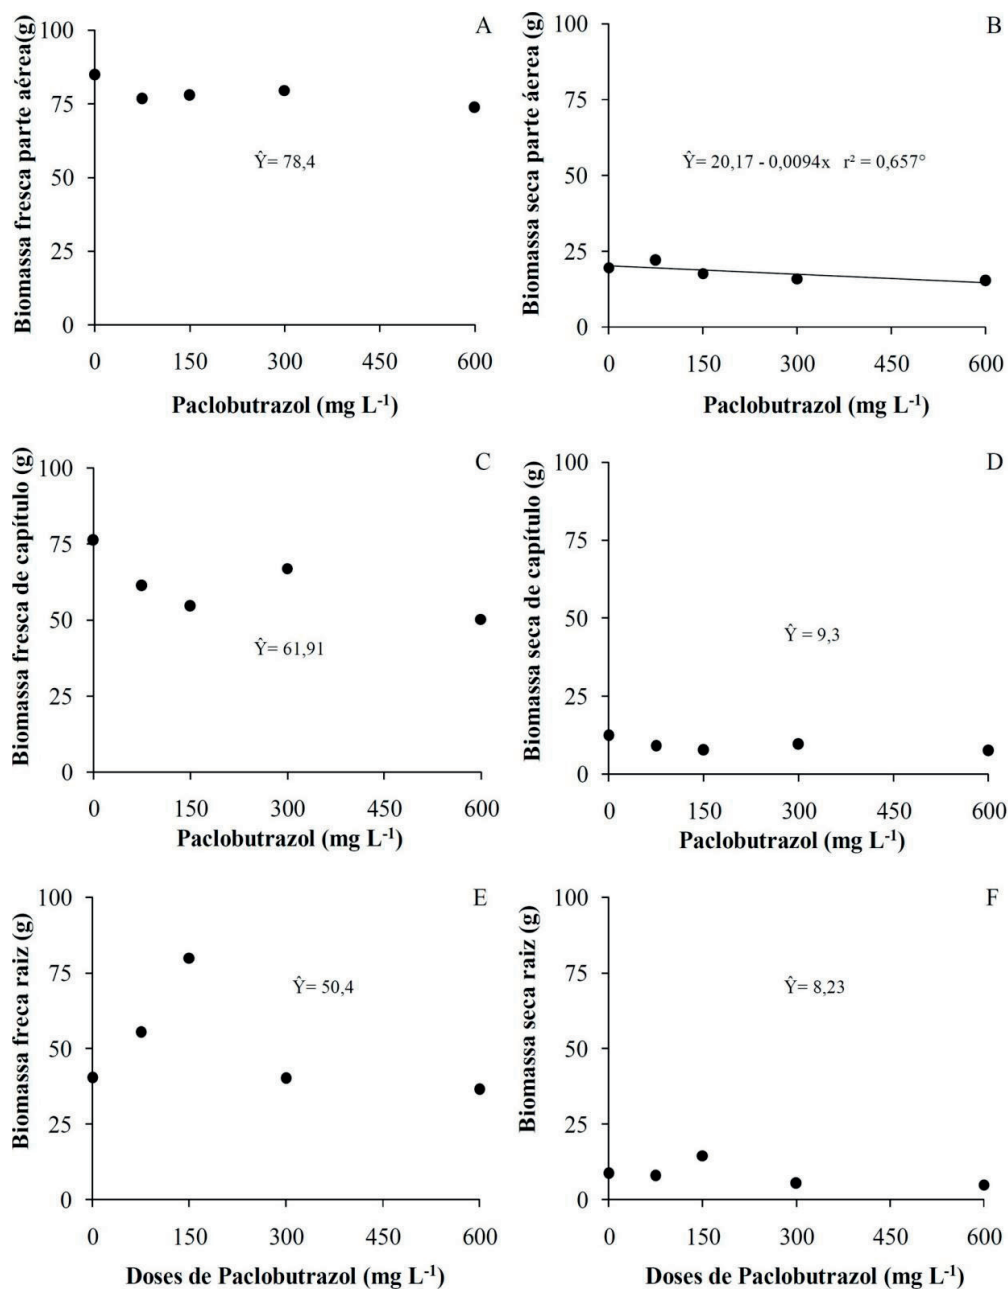 A
Biomassa fresca parte aérea(g)
100
75
50
25
0
Ŷ= 78,4
0 150 300 450 600
Paclobutrazol (mg L⁻¹)
B
Biomassa seca parte áerea (g)
100
75
50
25
0
Ŷ= 20,17 - 0,0094x r² = 0,657°
0 150 300 450 600
Paclobutrazol (mg L⁻¹)
C
Biomassa fresca de capítulo (g)
100
75
50
25
0
Ŷ= 61,91
0 150 300 450 600
Paclobutrazol (mg L⁻¹)
D
Biomassa seca de capítulo (g)
100
75
50
25
0
Ŷ = 9,3
0 150 300 450 600
Paclobutrazol (mg L⁻¹)
E
Biomassa freca raiz (g)
100
75
50
25
0
Ŷ= 50,4
0 150 300 450 600
Doses de Paclobutrazol (mg L⁻¹)
F
Biomassa seca raiz (g)
100
75
50
25
0
Ŷ= 8,23
0 150 300 450 600
Doses de Paclobutrazol (mg L⁻¹)